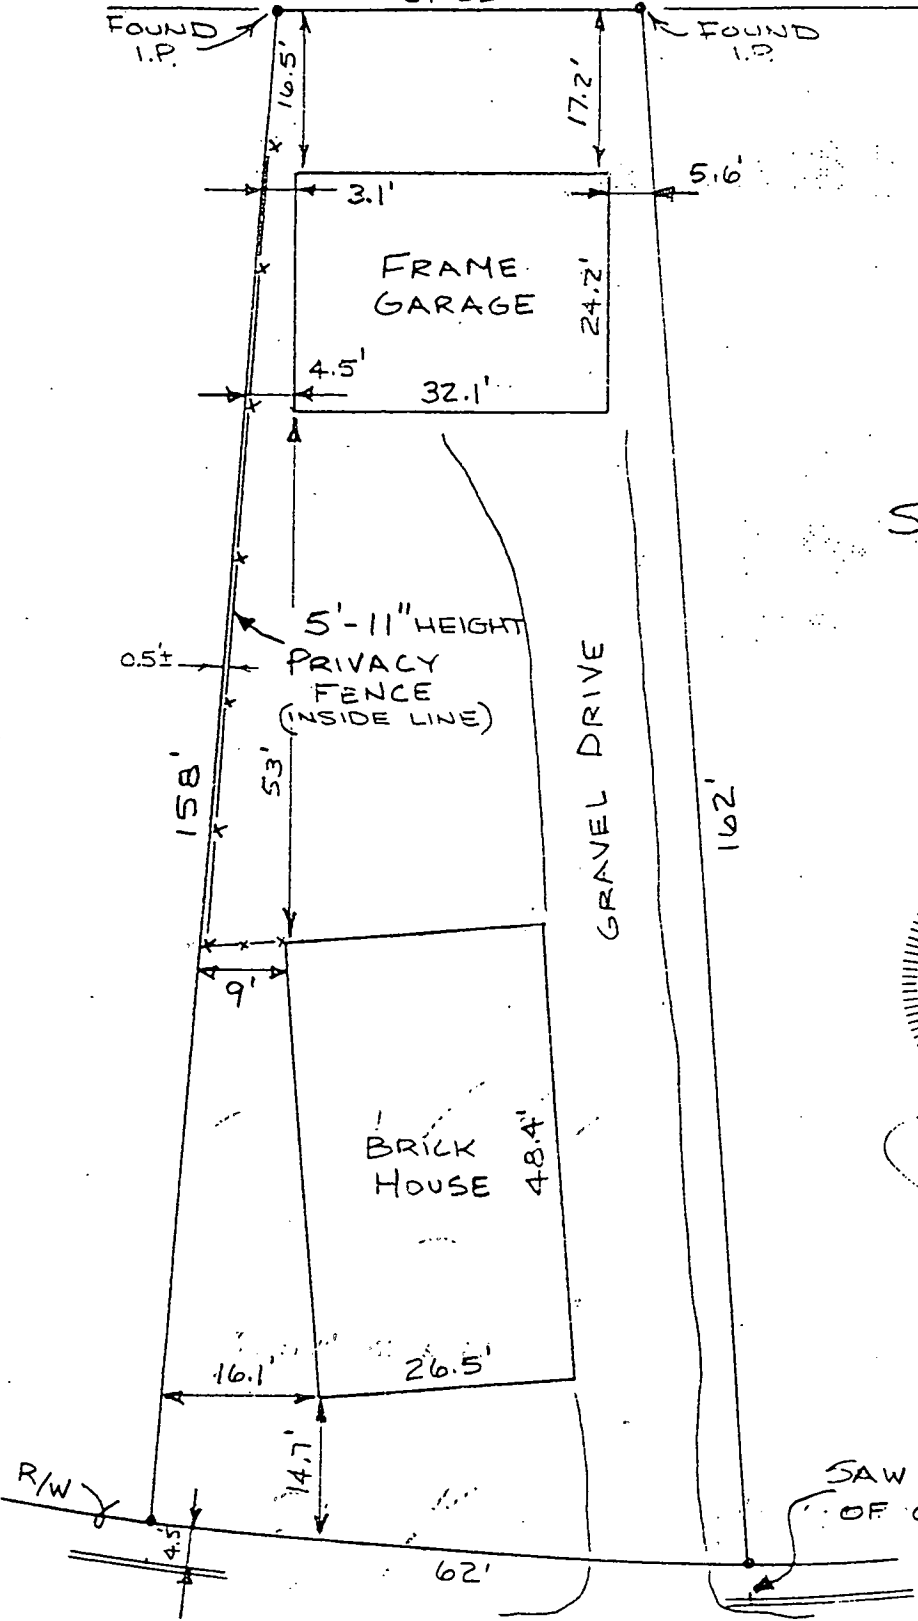 FOUND
I.P.
FOUND
I.P.
16.5'
17.2'
3.1'
5.6'
FRAME
GARAGE
24.2'
4.5'
32.1'
S
5'-11" HEIGHT
PRIVACY
FENCE
(INSIDE LINE)
0.5'±
158'
53'
GRAVEL DRIVE
162'
9'
BRICK
HOUSE
48.4'
16.1'
26.5'
14.7'
R/W
4.5'
62'
SAW
OF